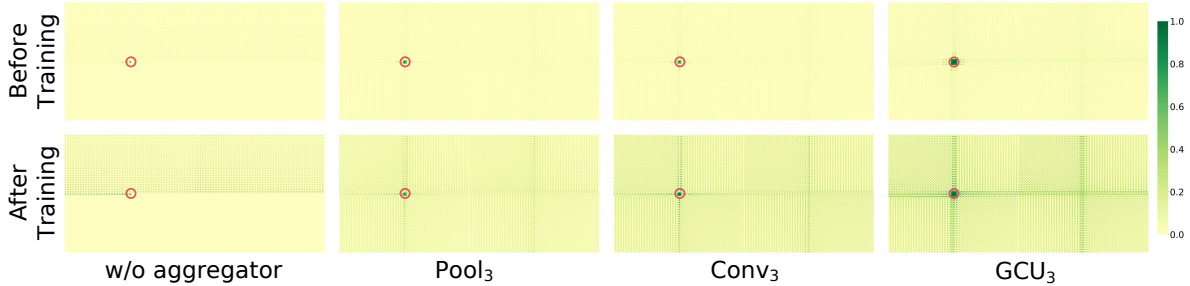 Before
Training
After
Training
w/o aggregator
Pool₃
Conv₃
GCU₃
1.0
0.8
0.6
0.4
0.2
0.0